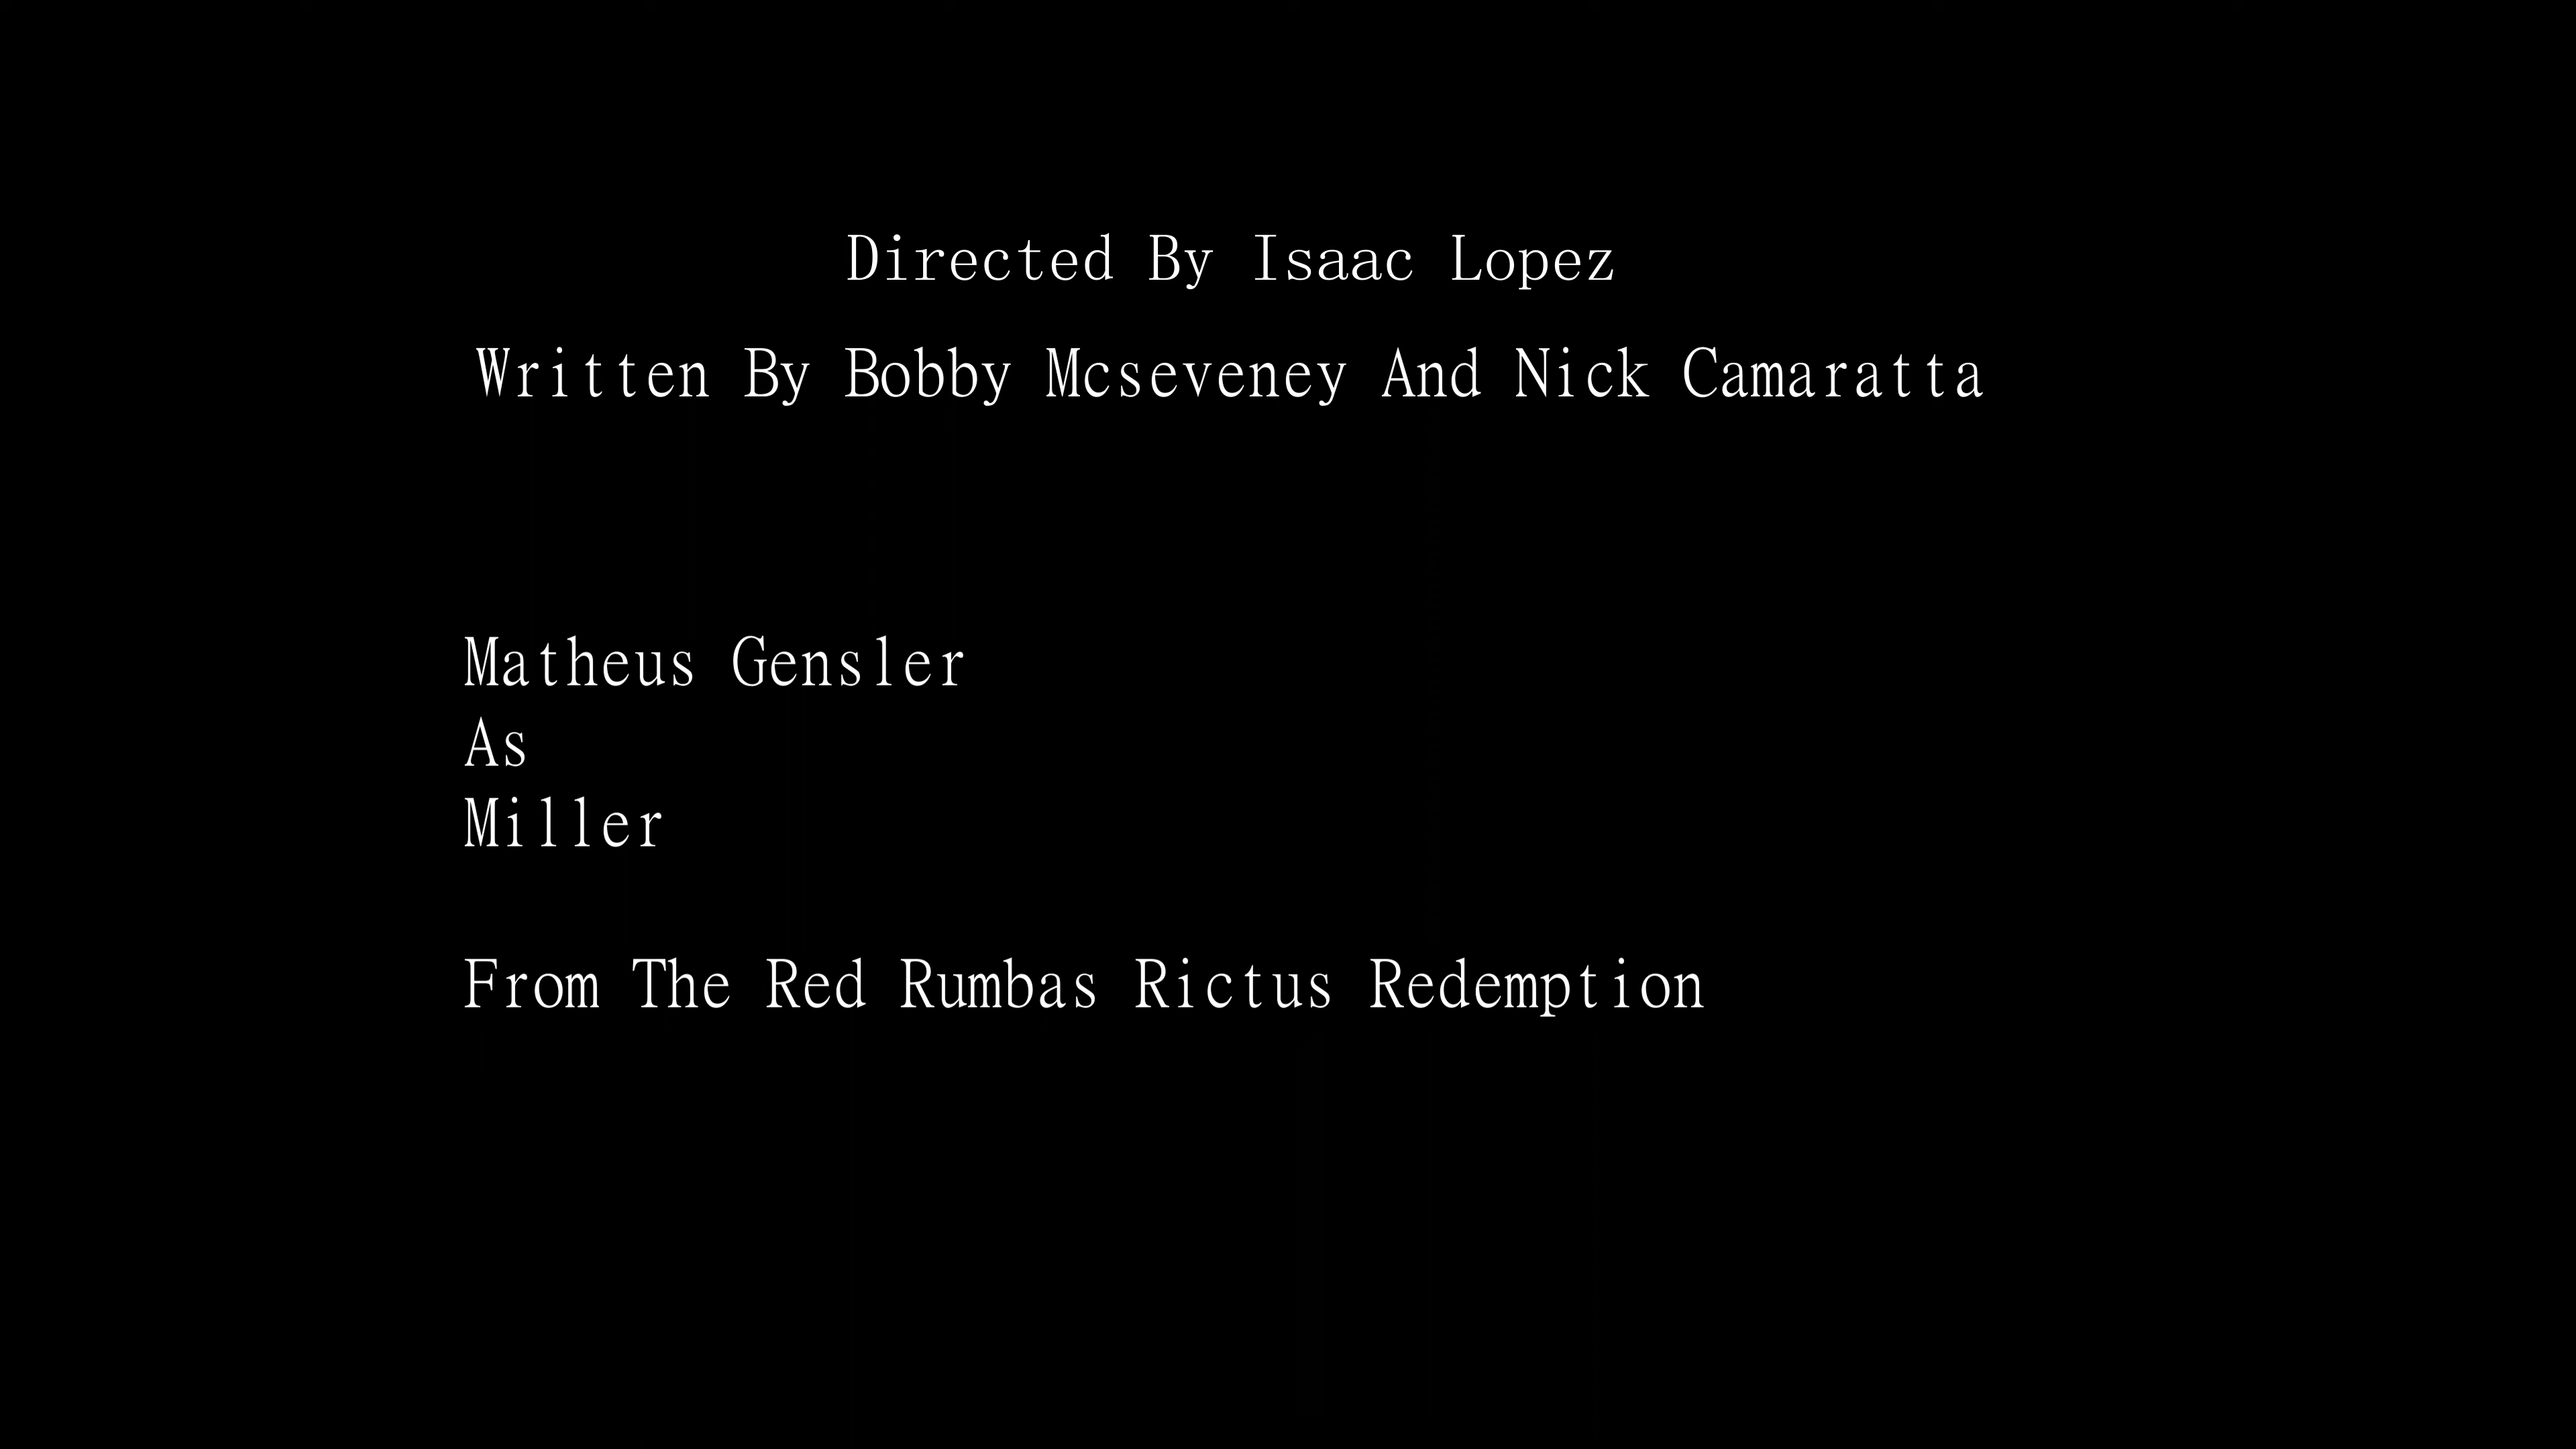 Directed By Isaac Lopez
Written By Bobby Mcseveney And Nick Camaratta
Matheus Gensler
As
Miller
From The Red Rumbas Rictus Redemption